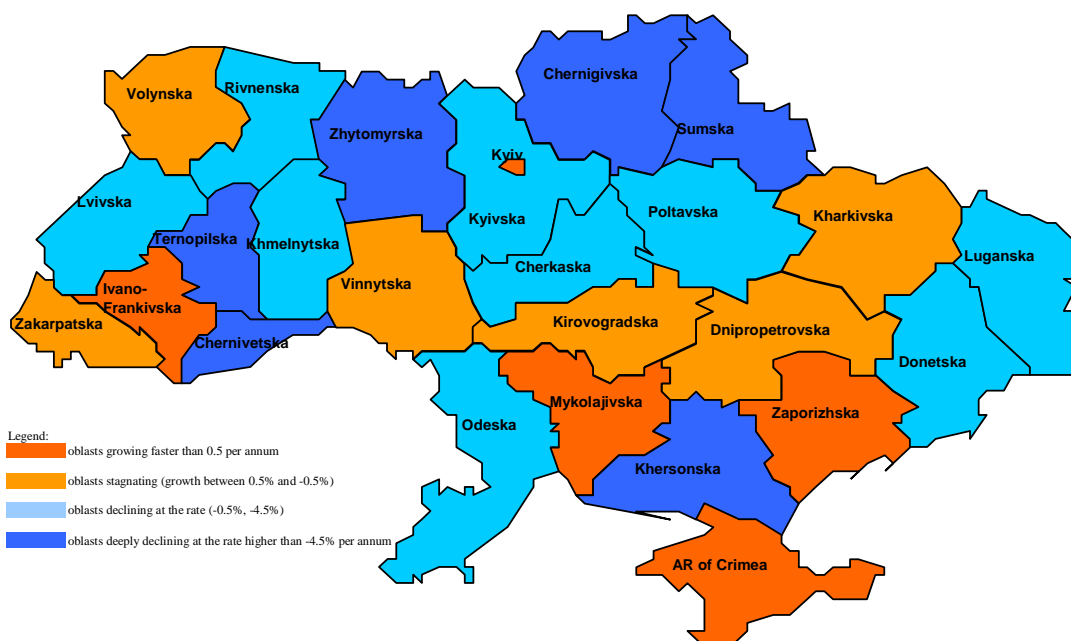 Chernigivska
Volynska
Rivnenska
Zhytomyrska
Sumska
Kyiv
Lvivska
Poltavska
Kharkivska
Kyivska
Ternopilska
Khmelnytska
Luganska
Cherkaska
Vinnytska
Ivano-
Frankivska
Zakarpatska
Kirovogradska
Dnipropetrovska
Chernivetska
Donetska
Mykolajivska
Zaporizhska
Odeska
Khersonska
AR of Crimea
Legend:
oblasts growing faster than 0.5 per annum
oblasts stagnating (growth between 0.5% and -0.5%)
oblasts declining at the rate (-0.5%, -4.5%)
oblasts deeply declining at the rate higher than -4.5% per annum